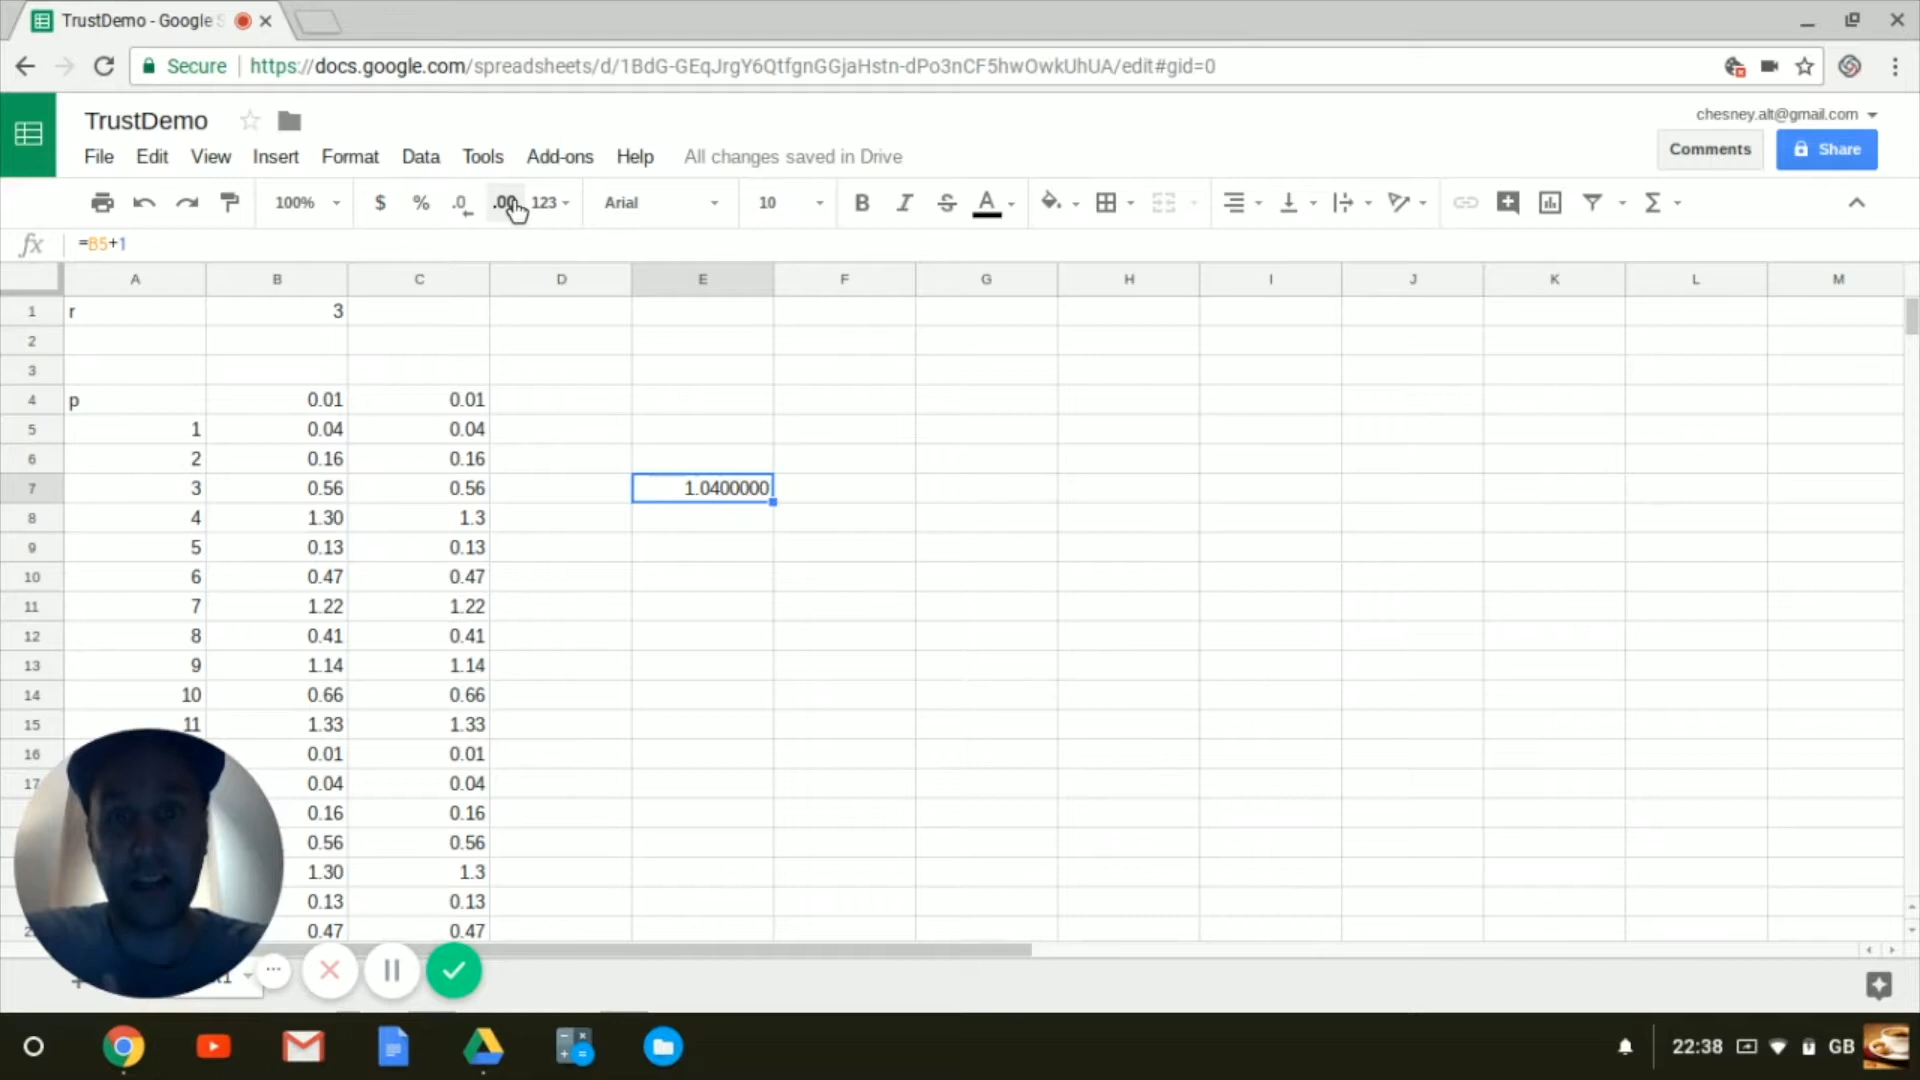 TrustDemo - Google S
Secure https://docs.google.com/spreadsheets/d/1BdG-GEqJrgY6QtfgnGGjaHstn-dPo3nCF5hwOwkUhUA/edit#gid=0
TrustDemo
chesney.alt@gmail.com
File Edit View Insert Format Data Tools Add-ons Help All changes saved in Drive
Comments Share
100% $ % .0 .00 123 Arial 10 B I S A Σ
fx =B5+1
A B C D E F G H I J K L M
1 r 3
2
3
4 p 0.01 0.01
5 1 0.04 0.04
6 2 0.16 0.16
7 3 0.56 0.56 1.0400000
8 4 1.30 1.3
9 5 0.13 0.13
10 6 0.47 0.47
11 7 1.22 1.22
12 8 0.41 0.41
13 9 1.14 1.14
14 10 0.66 0.66
15 11 1.33 1.33
16 0.01 0.01
17 0.04 0.04
0.16 0.16
0.56 0.56
1.30 1.3
0.13 0.13
0.47 0.47
22:38 GB